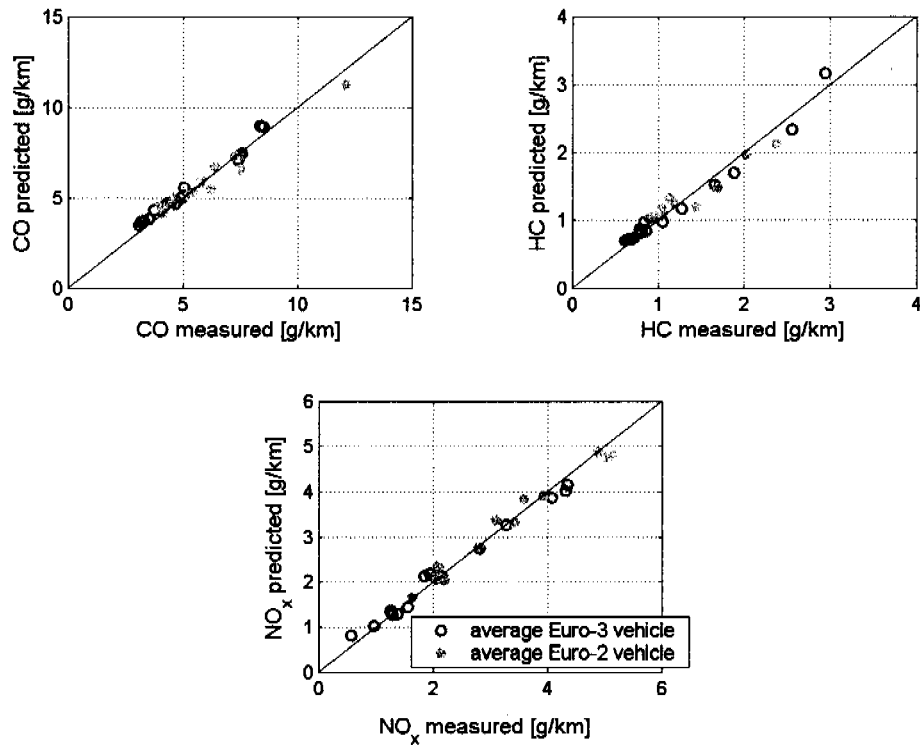 15
10
5
0
CO predicted [g/km]
0 5 10 15
CO measured [g/km]
4
3
2
1
0
HC predicted [g/km]
0 1 2 3 4
HC measured [g/km]
6
5
4
3
2
1
0
NOx predicted [g/km]
average Euro-3 vehicle
average Euro-2 vehicle
0 2 4 6
NOx measured [g/km]